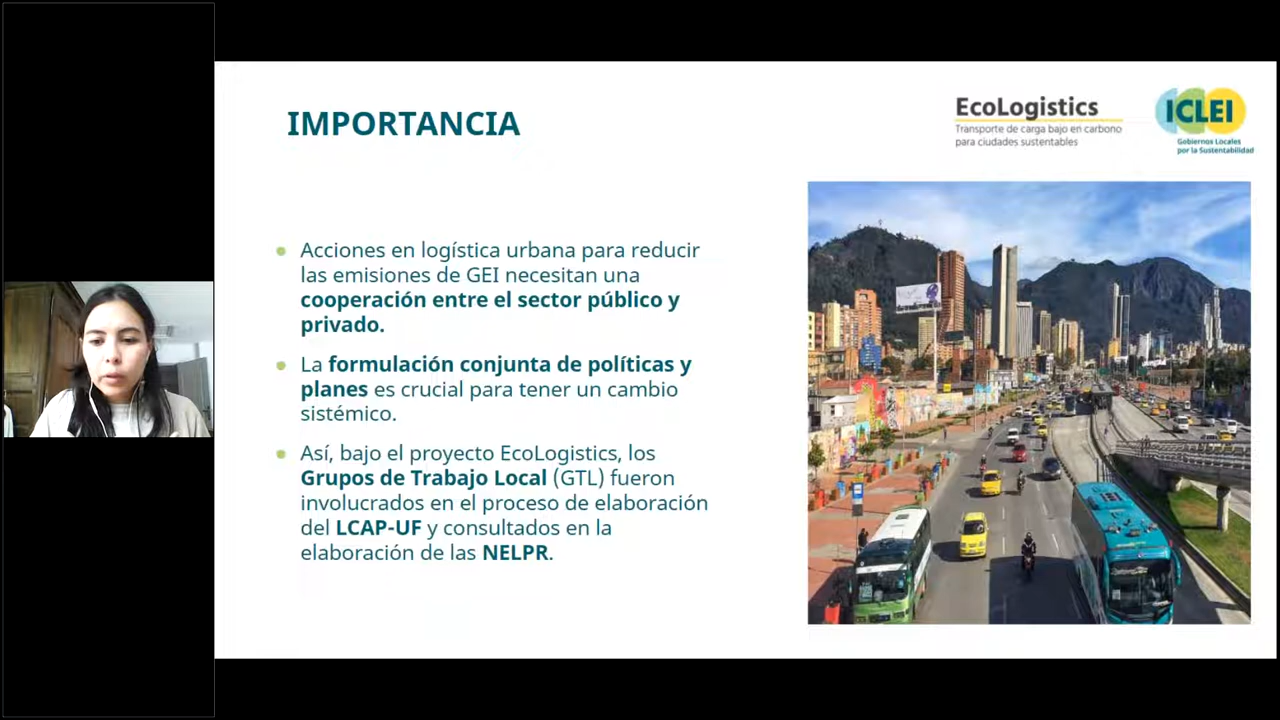 IMPORTANCIA
EcoLogistics
Transporte de carga bajo en carbono
para ciudades sustentables
ICLEI
Gobiernos Locales
por la Sustentabilidad
Acciones en logística urbana para reducir
las emisiones de GEI necesitan una
cooperación entre el sector público y
privado.
La formulación conjunta de políticas y
planes es crucial para tener un cambio
sistémico.
Así, bajo el proyecto EcoLogistics, los
Grupos de Trabajo Local (GTL) fueron
involucrados en el proceso de elaboración
del LCAP-UF y consultados en la
elaboración de las NELPR.